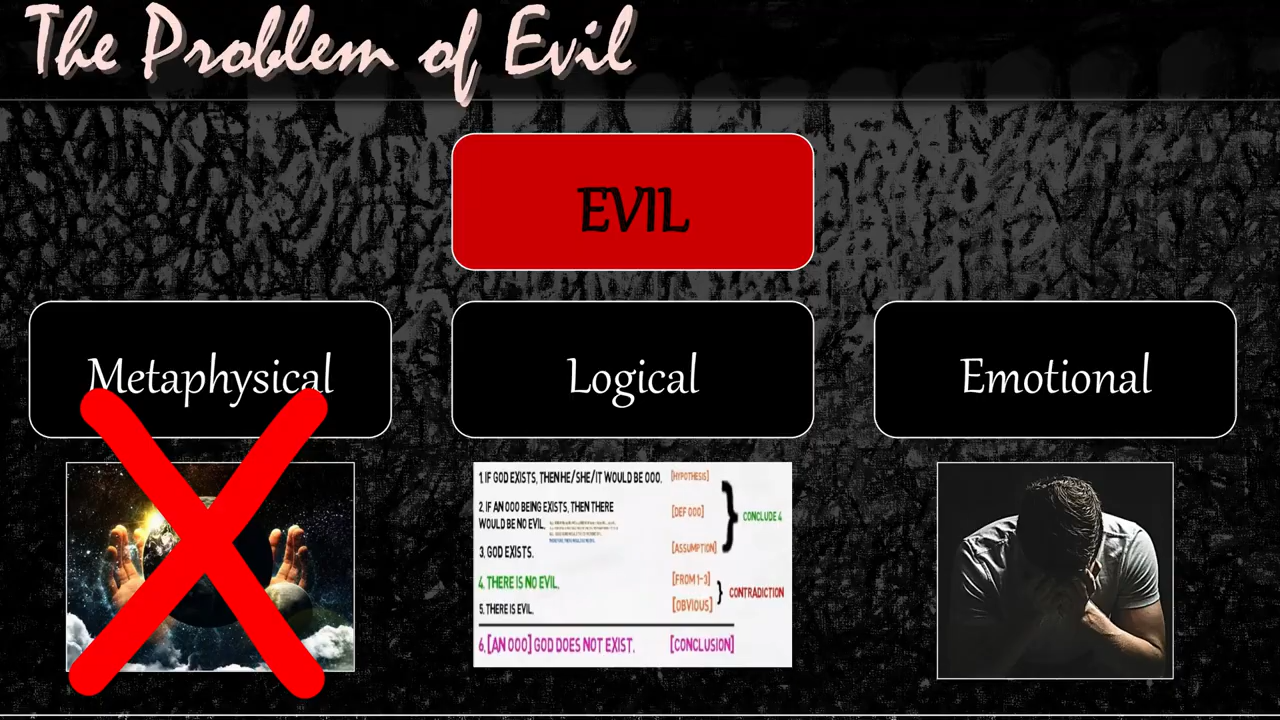 The Problem of Evil
EVIL
Metaphysical
Logical
Emotional
1. IF GOD EXISTS, THEN HE/SHE/IT WOULD BE OOO. [HYPOTHESIS]
2. IF AN OOO BEING EXISTS, THEN THERE
WOULD BE NO EVIL. [DEF OOO]
3. GOD EXISTS. [ASSUMPTION]
CONCLUDE 4
4. THERE IS NO EVIL. [FROM 1-3]
5. THERE IS EVIL. [OBVIOUS]
CONTRADICTION
6. [AN OOO] GOD DOES NOT EXIST. [CONCLUSION]